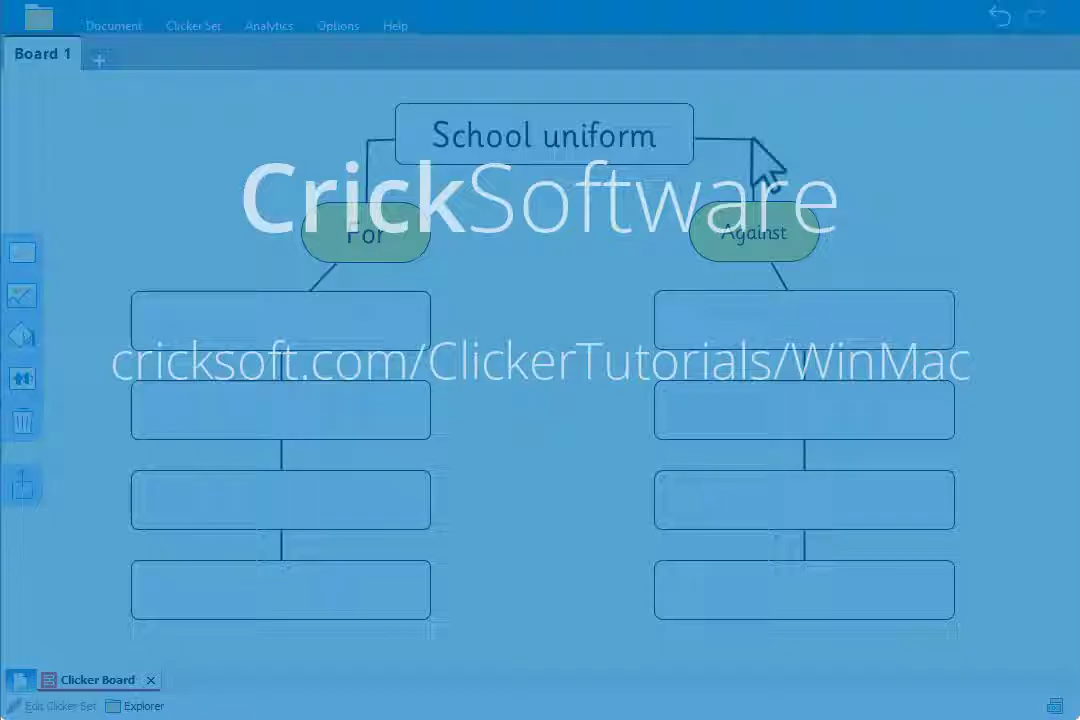 Document Clicker Set Analytics Options Help
Board 1
School uniform
CrickSoftware
For
Against
cricksoft.com/ClickerTutorials/WinMac
Clicker Board
Edit Clicker Set Explorer